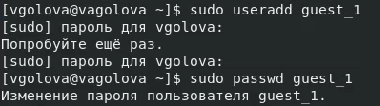 [vgolova@vagolova ~]$ sudo useradd guest_1
[sudo] пароль для vgolova:
Попробуйте ещё раз.
[sudo] пароль для vgolova:
[vgolova@vagolova ~]$ sudo passwd guest_1
Изменение пароля пользователя guest_1.